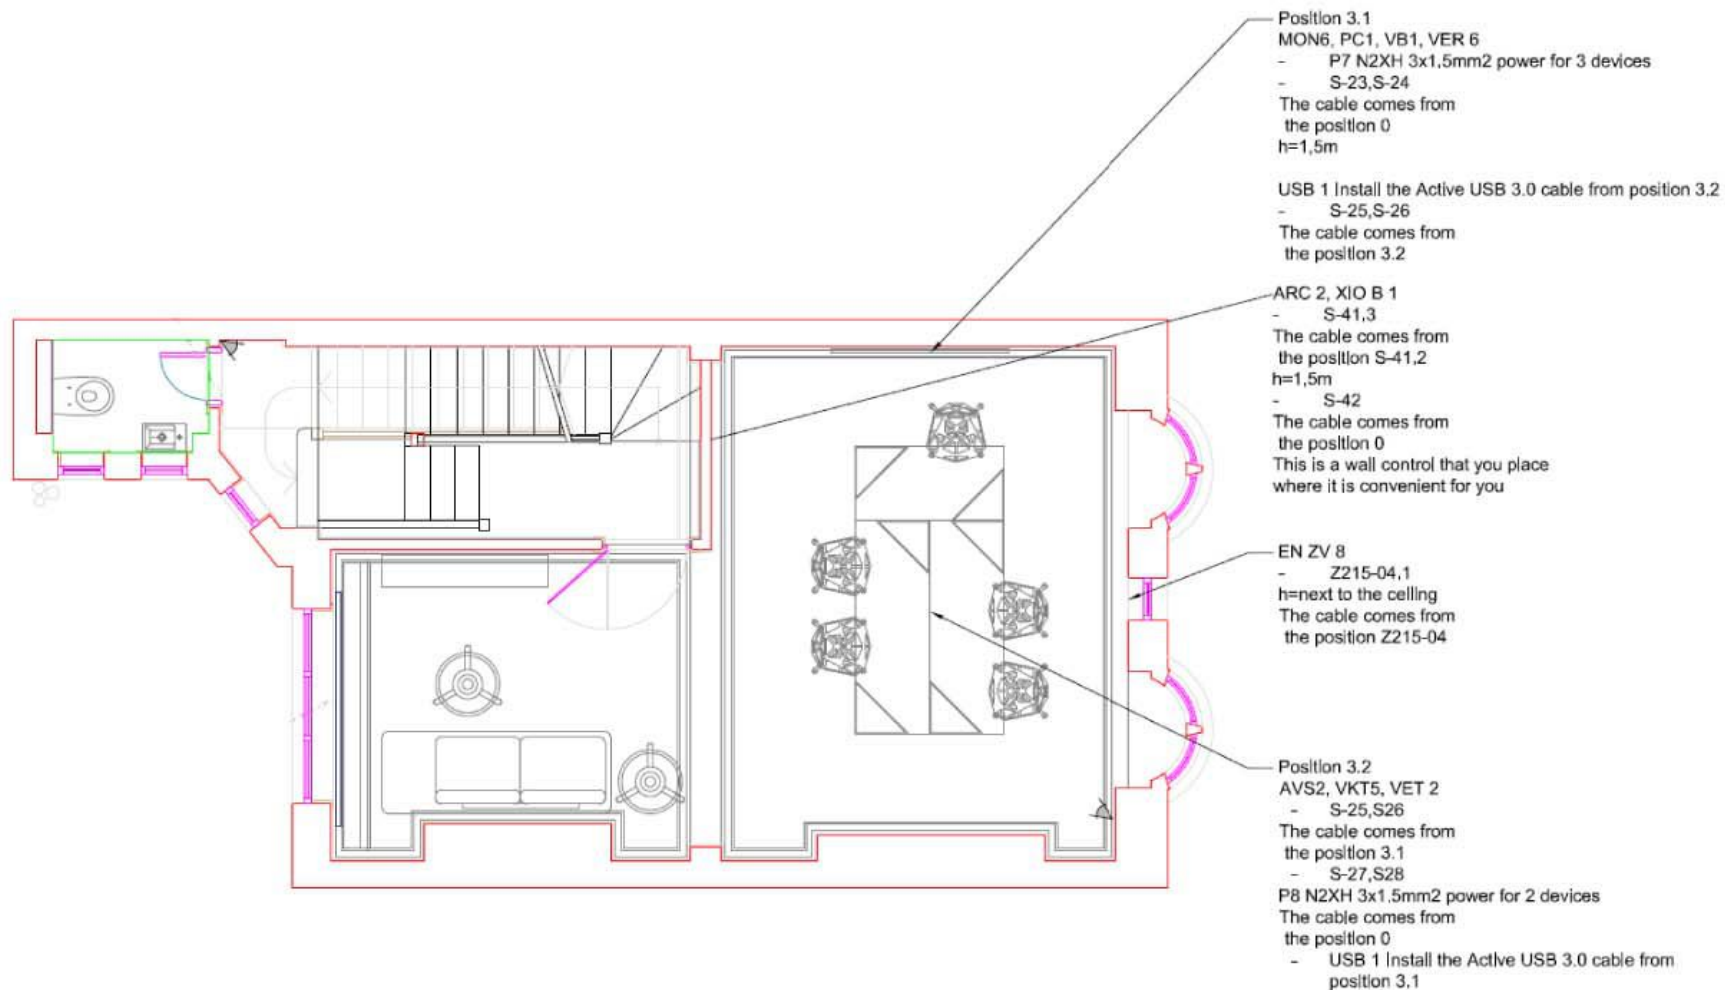 Position 3.1
MON6, PC1, VB1, VER 6
- P7 N2XH 3x1,5mm2 power for 3 devices
- S-23,S-24
The cable comes from
the position 0
h=1,5m
USB 1 Install the Active USB 3.0 cable from position 3.2
- S-25,S-26
The cable comes from
the position 3.2
ARC 2, XIO B 1
- S-41,3
The cable comes from
the position S-41,2
h=1,5m
- S-42
The cable comes from
the position 0
This is a wall control that you place
where it is convenient for you
EN ZV 8
- Z215-04,1
h=next to the ceiling
The cable comes from
the position Z215-04
Position 3.2
AVS2, VKT5, VET 2
- S-25,S26
The cable comes from
the position 3.1
- S-27,S28
P8 N2XH 3x1,5mm2 power for 2 devices
The cable comes from
the position 0
- USB 1 Install the Active USB 3.0 cable from
position 3.1